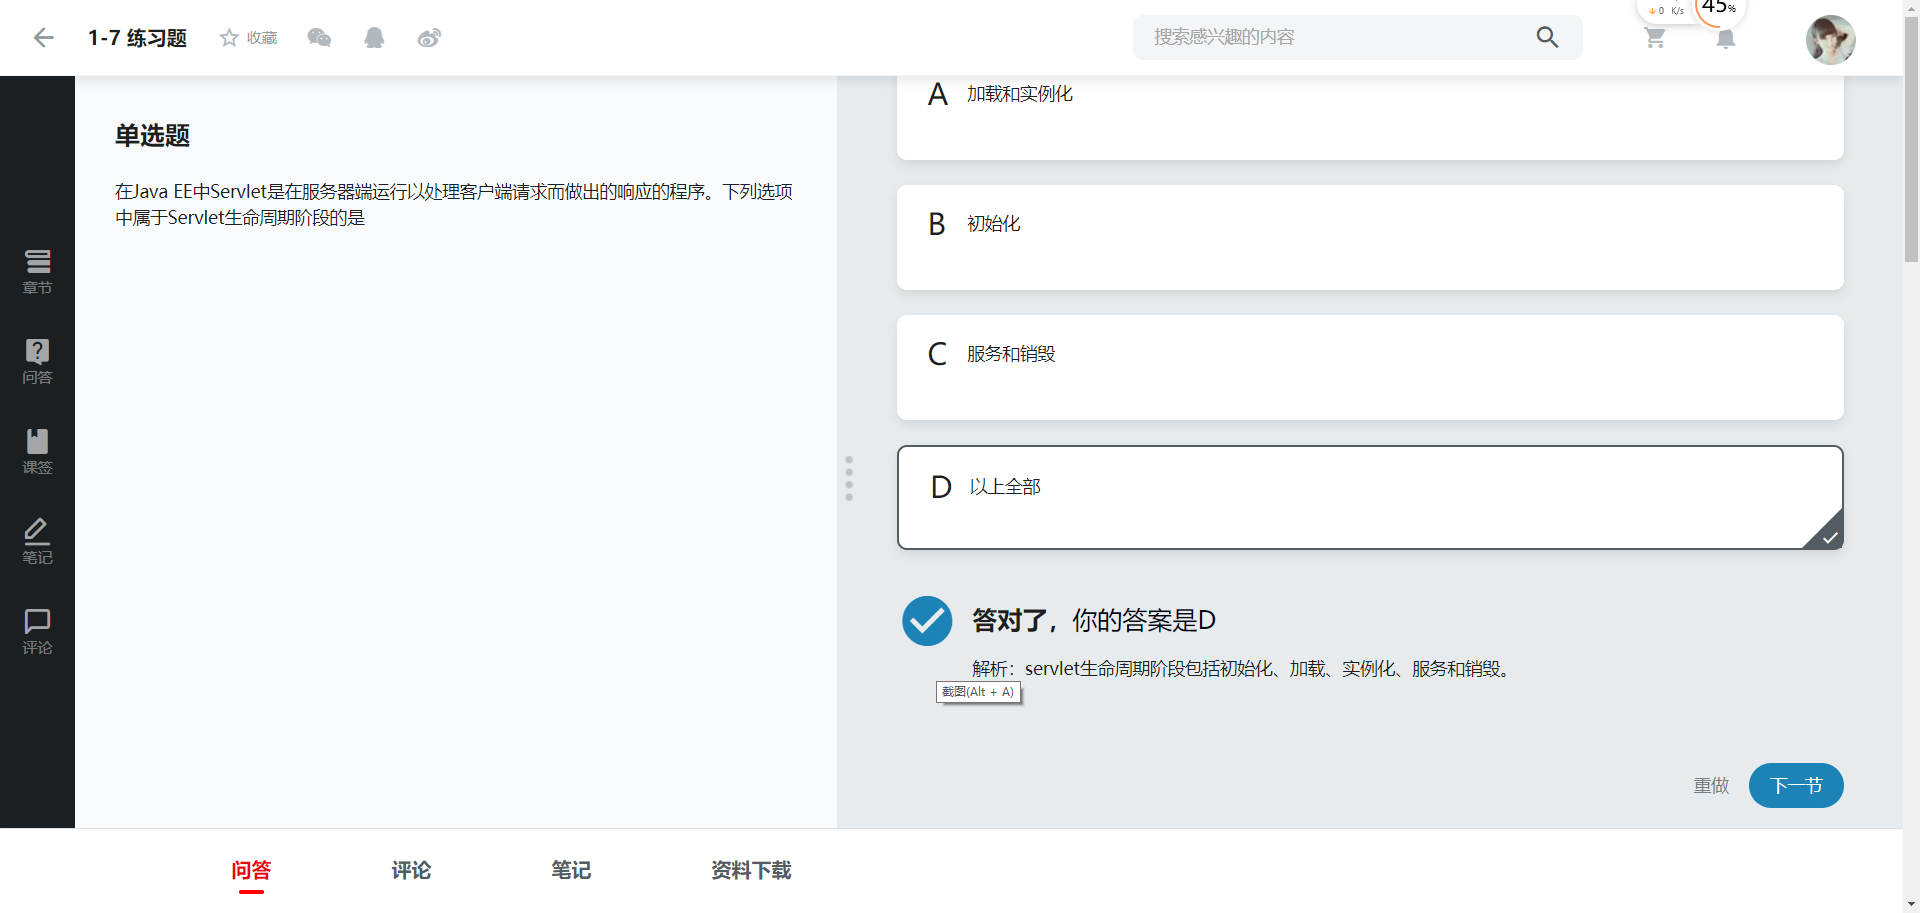 1-7 练习题
收藏
搜索感兴趣的内容
0 K/s
45%
章节
问答
课签
笔记
评论
单选题
在Java EE中Servlet是在服务器端运行以处理客户端请求而做出的响应的程序。下列选项
中属于Servlet生命周期阶段的是
A 加载和实例化
B 初始化
C 服务和销毁
D 以上全部
答对了，你的答案是D
解析：servlet生命周期阶段包括初始化、加载、实例化、服务和销毁。
截图(Alt + A)
重做
下一节
问答
评论
笔记
资料下载